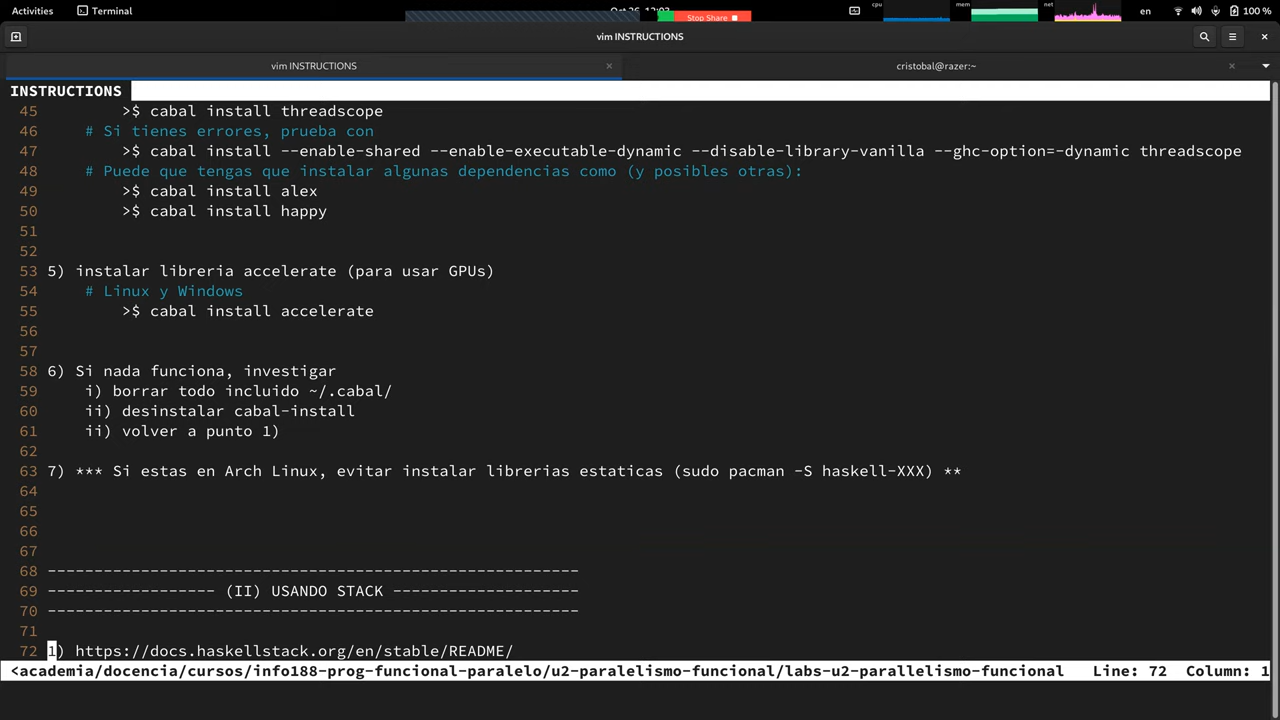 Activities Terminal Stop Share cpu mem net en 100 %
vim INSTRUCTIONS
vim INSTRUCTIONS cristobal@razer:~
INSTRUCTIONS
45 >$ cabal install threadscope
46 # Si tienes errores, prueba con
47 >$ cabal install --enable-shared --enable-executable-dynamic --disable-library-vanilla --ghc-option=-dynamic threadscope
48 # Puede que tengas que instalar algunas dependencias como (y posibles otras):
49 >$ cabal install alex
50 >$ cabal install happy
51
52
53 5) instalar libreria accelerate (para usar GPUs)
54 # Linux y Windows
55 >$ cabal install accelerate
56
57
58 6) Si nada funciona, investigar
59 i) borrar todo incluido ~/.cabal/
60 ii) desinstalar cabal-install
61 ii) volver a punto 1)
62
63 7) *** Si estas en Arch Linux, evitar instalar librerias estaticas (sudo pacman -S haskell-XXX) **
64
65
66
67
68 ---------------------------------------------------------
69 ------------------ (II) USANDO STACK --------------------
70 ---------------------------------------------------------
71
72 1) https://docs.haskellstack.org/en/stable/README/
<academia/docencia/cursos/info188-prog-funcional-paralelo/u2-paralelismo-funcional/labs-u2-parallelismo-funcional Line: 72 Column: 1